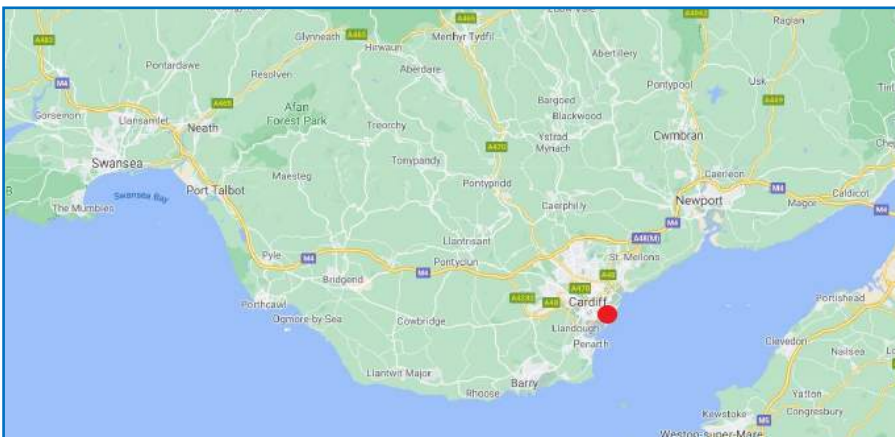 A465
A4042
Raglan
A483
Glynneath
A465
Hirwaun
Merthyr Tydfil
Abertillery
Pontardawe
Resolven
Aberdare
Pontypool
Usk
M4
A465
Afan
Forest Park
Bargoed
Blackwood
A449
Gorseinon
Llansamlet
Neath
Treorchy
A470
Ystrad
Mynach
Cwmbran
Swansea
Tonypandy
Caerleon
Maesteg
Pontypridd
M4
Port Talbot
Swansea Bay
Caldicot
The Mumbles
Caerphilly
Newport
Magor
M4
M4
Llantrisant
A48(M)
Pyle
M4
Pontyclun
St. Mellons
M4
Bridgend
A48
A470
Porthcawl
A4232
A48
Cardiff
Portishead
Ogmore-by-Sea
Cowbridge
Llandough
Penarth
Clevedon
Nailsea
Llantwit Major
Barry
Rhoose
Yatton
Kewstoke
Congresbury
M5
Weston-super-Mare